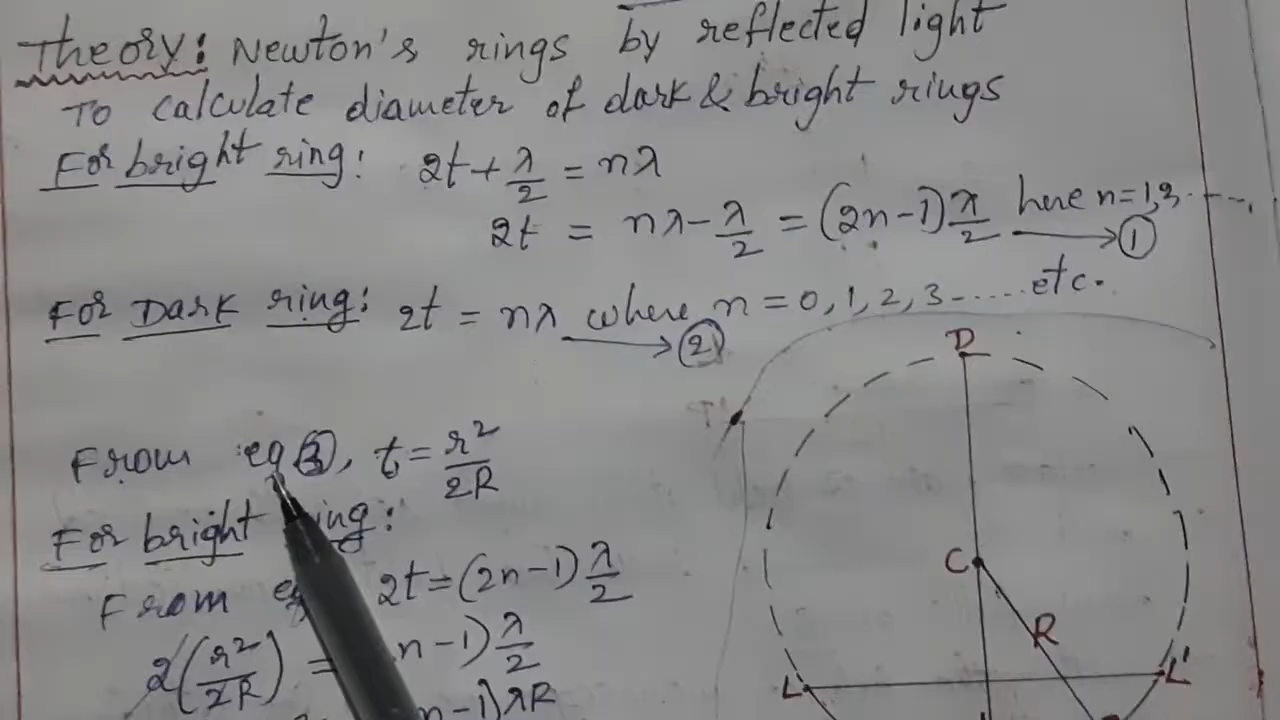 Theory: Newton's rings by reflected light
To calculate diameter of dark & bright rings
For bright ring: 2t + λ/2 = nλ
2t = nλ - λ/2 = (2n-1) λ/2 here n=1,2, ----, → ①
For Dark ring: 2t = nλ where n = 0, 1, 2, 3 ----- etc.
→ ②
D
From eq ③, t = r²/2R
For bright ing:
C
From 2t = (2n-1) λ/2
R
2(r²/2R) = n-1) λ/2
L L'
n-1) λR